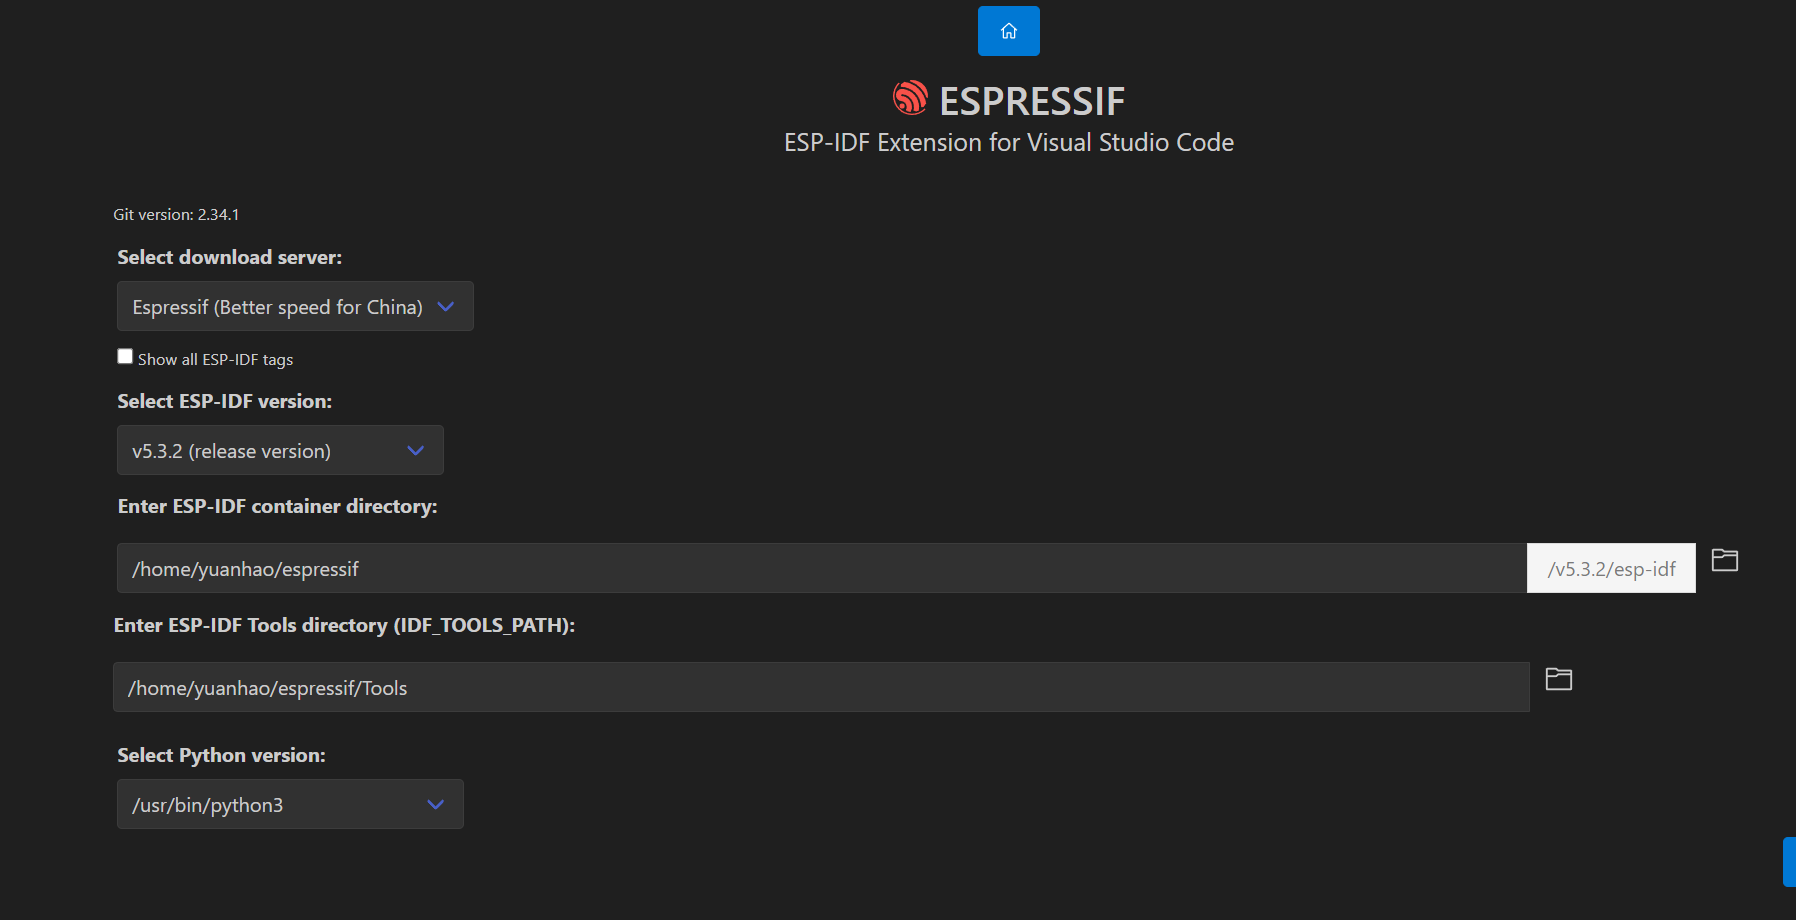 ESPRESSIF
ESP-IDF Extension for Visual Studio Code
Git version: 2.34.1
Select download server:
Espressif (Better speed for China)
Show all ESP-IDF tags
Select ESP-IDF version:
v5.3.2 (release version)
Enter ESP-IDF container directory:
/home/yuanhao/espressif /v5.3.2/esp-idf
Enter ESP-IDF Tools directory (IDF_TOOLS_PATH):
/home/yuanhao/espressif/Tools
Select Python version:
/usr/bin/python3